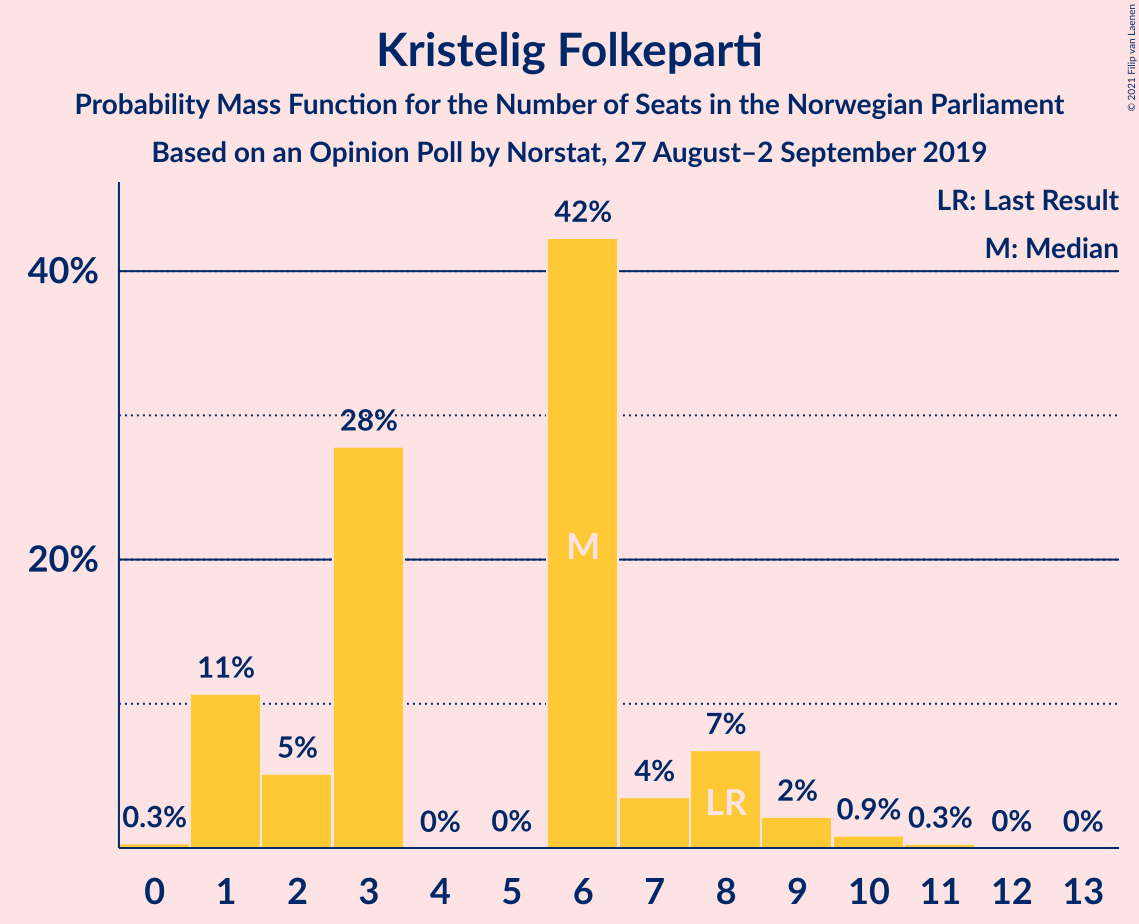 Kristelig Folkeparti
Probability Mass Function for the Number of Seats in the Norwegian Parliament
Based on an Opinion Poll by Norstat, 27 August–2 September 2019
© 2021 Filip van Laenen
LR: Last Result
M: Median
40%
20%
0.3%
11%
5%
28%
0%
0%
42%
4%
7%
2%
0.9%
0.3%
0%
0%
M
LR
0 1 2 3 4 5 6 7 8 9 10 11 12 13